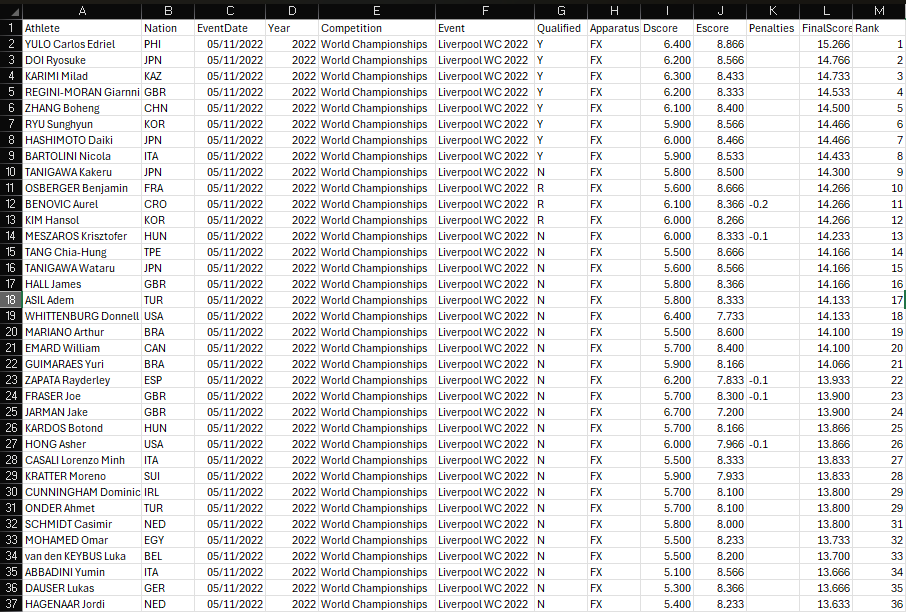 A B C D E F G H I J K L M
1 Athlete Nation EventDate Year Competition Event Qualified Apparatus Dscore Escore Penalties FinalScore Rank
2 YULO Carlos Edriel PHI 05/11/2022 2022 World Championships Liverpool WC 2022 Y FX 6.400 8.866 15.266 1
3 DOI Ryosuke JPN 05/11/2022 2022 World Championships Liverpool WC 2022 Y FX 6.200 8.566 14.766 2
4 KARIMI Milad KAZ 05/11/2022 2022 World Championships Liverpool WC 2022 Y FX 6.300 8.433 14.733 3
5 REGINI-MORAN Giarnni GBR 05/11/2022 2022 World Championships Liverpool WC 2022 Y FX 6.200 8.333 14.533 4
6 ZHANG Boheng CHN 05/11/2022 2022 World Championships Liverpool WC 2022 Y FX 6.100 8.400 14.500 5
7 RYU Sunghyun KOR 05/11/2022 2022 World Championships Liverpool WC 2022 Y FX 5.900 8.566 14.466 6
8 HASHIMOTO Daiki JPN 05/11/2022 2022 World Championships Liverpool WC 2022 Y FX 6.000 8.466 14.466 7
9 BARTOLINI Nicola ITA 05/11/2022 2022 World Championships Liverpool WC 2022 Y FX 5.900 8.533 14.433 8
10 TANIGAWA Kakeru JPN 05/11/2022 2022 World Championships Liverpool WC 2022 N FX 5.800 8.500 14.300 9
11 OSBERGER Benjamin FRA 05/11/2022 2022 World Championships Liverpool WC 2022 R FX 5.600 8.666 14.266 10
12 BENOVIC Aurel CRO 05/11/2022 2022 World Championships Liverpool WC 2022 R FX 6.100 8.366 -0.2 14.266 11
13 KIM Hansol KOR 05/11/2022 2022 World Championships Liverpool WC 2022 R FX 6.000 8.266 14.266 12
14 MESZAROS Krisztofer HUN 05/11/2022 2022 World Championships Liverpool WC 2022 N FX 6.000 8.333 -0.1 14.233 13
15 TANG Chia-Hung TPE 05/11/2022 2022 World Championships Liverpool WC 2022 N FX 5.500 8.666 14.166 14
16 TANIGAWA Wataru JPN 05/11/2022 2022 World Championships Liverpool WC 2022 N FX 5.600 8.566 14.166 15
17 HALL James GBR 05/11/2022 2022 World Championships Liverpool WC 2022 N FX 5.800 8.366 14.166 16
18 ASIL Adem TUR 05/11/2022 2022 World Championships Liverpool WC 2022 N FX 5.800 8.333 14.133 17
19 WHITTENBURG Donnell USA 05/11/2022 2022 World Championships Liverpool WC 2022 N FX 6.400 7.733 14.133 18
20 MARIANO Arthur BRA 05/11/2022 2022 World Championships Liverpool WC 2022 N FX 5.500 8.600 14.100 19
21 EMARD William CAN 05/11/2022 2022 World Championships Liverpool WC 2022 N FX 5.700 8.400 14.100 20
22 GUIMARAES Yuri BRA 05/11/2022 2022 World Championships Liverpool WC 2022 N FX 5.900 8.166 14.066 21
23 ZAPATA Rayderley ESP 05/11/2022 2022 World Championships Liverpool WC 2022 N FX 6.200 7.833 -0.1 13.933 22
24 FRASER Joe GBR 05/11/2022 2022 World Championships Liverpool WC 2022 N FX 5.700 8.300 -0.1 13.900 23
25 JARMAN Jake GBR 05/11/2022 2022 World Championships Liverpool WC 2022 N FX 6.700 7.200 13.900 24
26 KARDOS Botond HUN 05/11/2022 2022 World Championships Liverpool WC 2022 N FX 5.700 8.166 13.866 25
27 HONG Asher USA 05/11/2022 2022 World Championships Liverpool WC 2022 N FX 6.000 7.966 -0.1 13.866 26
28 CASALI Lorenzo Minh ITA 05/11/2022 2022 World Championships Liverpool WC 2022 N FX 5.500 8.333 13.833 27
29 KRATTER Moreno SUI 05/11/2022 2022 World Championships Liverpool WC 2022 N FX 5.900 7.933 13.833 28
30 CUNNINGHAM Dominic IRL 05/11/2022 2022 World Championships Liverpool WC 2022 N FX 5.700 8.100 13.800 29
31 ONDER Ahmet TUR 05/11/2022 2022 World Championships Liverpool WC 2022 N FX 5.700 8.100 13.800 29
32 SCHMIDT Casimir NED 05/11/2022 2022 World Championships Liverpool WC 2022 N FX 5.800 8.000 13.800 31
33 MOHAMED Omar EGY 05/11/2022 2022 World Championships Liverpool WC 2022 N FX 5.500 8.233 13.733 32
34 van den KEYBUS Luka BEL 05/11/2022 2022 World Championships Liverpool WC 2022 N FX 5.500 8.200 13.700 33
35 ABBADINI Yumin ITA 05/11/2022 2022 World Championships Liverpool WC 2022 N FX 5.100 8.566 13.666 34
36 DAUSER Lukas GER 05/11/2022 2022 World Championships Liverpool WC 2022 N FX 5.300 8.366 13.666 35
37 HAGENAAR Jordi NED 05/11/2022 2022 World Championships Liverpool WC 2022 N FX 5.400 8.233 13.633 36